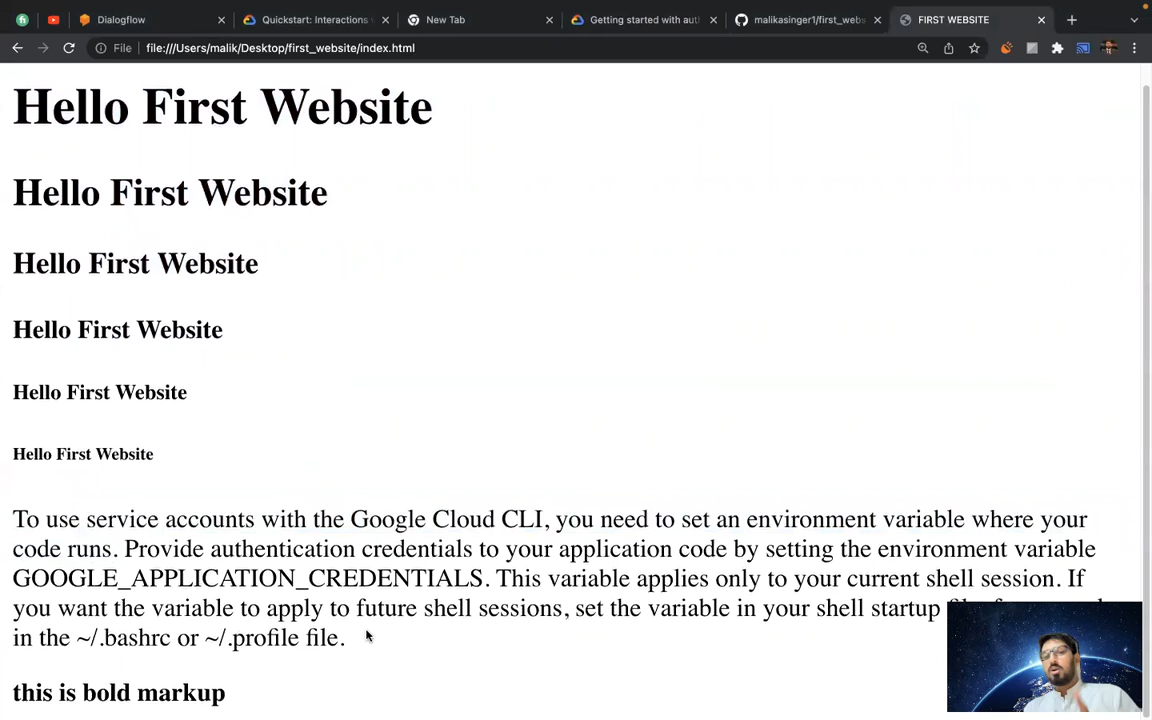 Dialogflow
Quickstart: Interactions
New Tab
Getting started with aut
malikasinger1/first_webs
FIRST WEBSITE
File
file:///Users/malik/Desktop/first_website/index.html
Hello First Website
Hello First Website
Hello First Website
Hello First Website
Hello First Website
Hello First Website
To use service accounts with the Google Cloud CLI, you need to set an environment variable where your
code runs. Provide authentication credentials to your application code by setting the environment variable
GOOGLE_APPLICATION_CREDENTIALS. This variable applies only to your current shell session. If
you want the variable to apply to future shell sessions, set the variable in your shell startup
in the ~/.bashrc or ~/.profile file.
this is bold markup